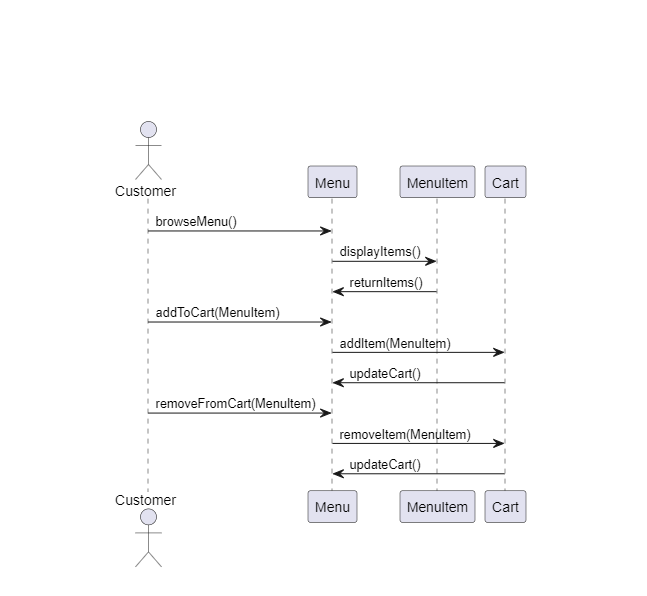 Customer
Menu
MenuItem
Cart
browseMenu()
displayItems()
returnItems()
addToCart(MenuItem)
addItem(MenuItem)
updateCart()
removeFromCart(MenuItem)
removeItem(MenuItem)
updateCart()
Customer
Menu
MenuItem
Cart